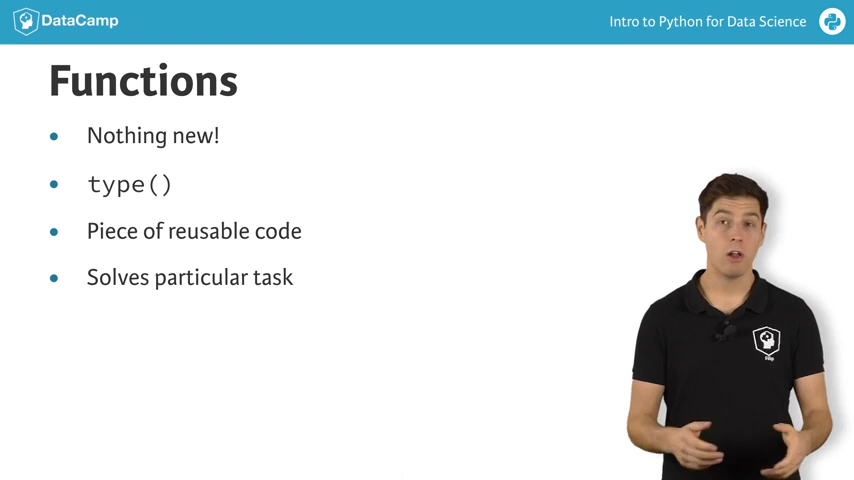 DataCamp
Intro to Python for Data Science
Functions
Nothing new!
type()
Piece of reusable code
Solves particular task